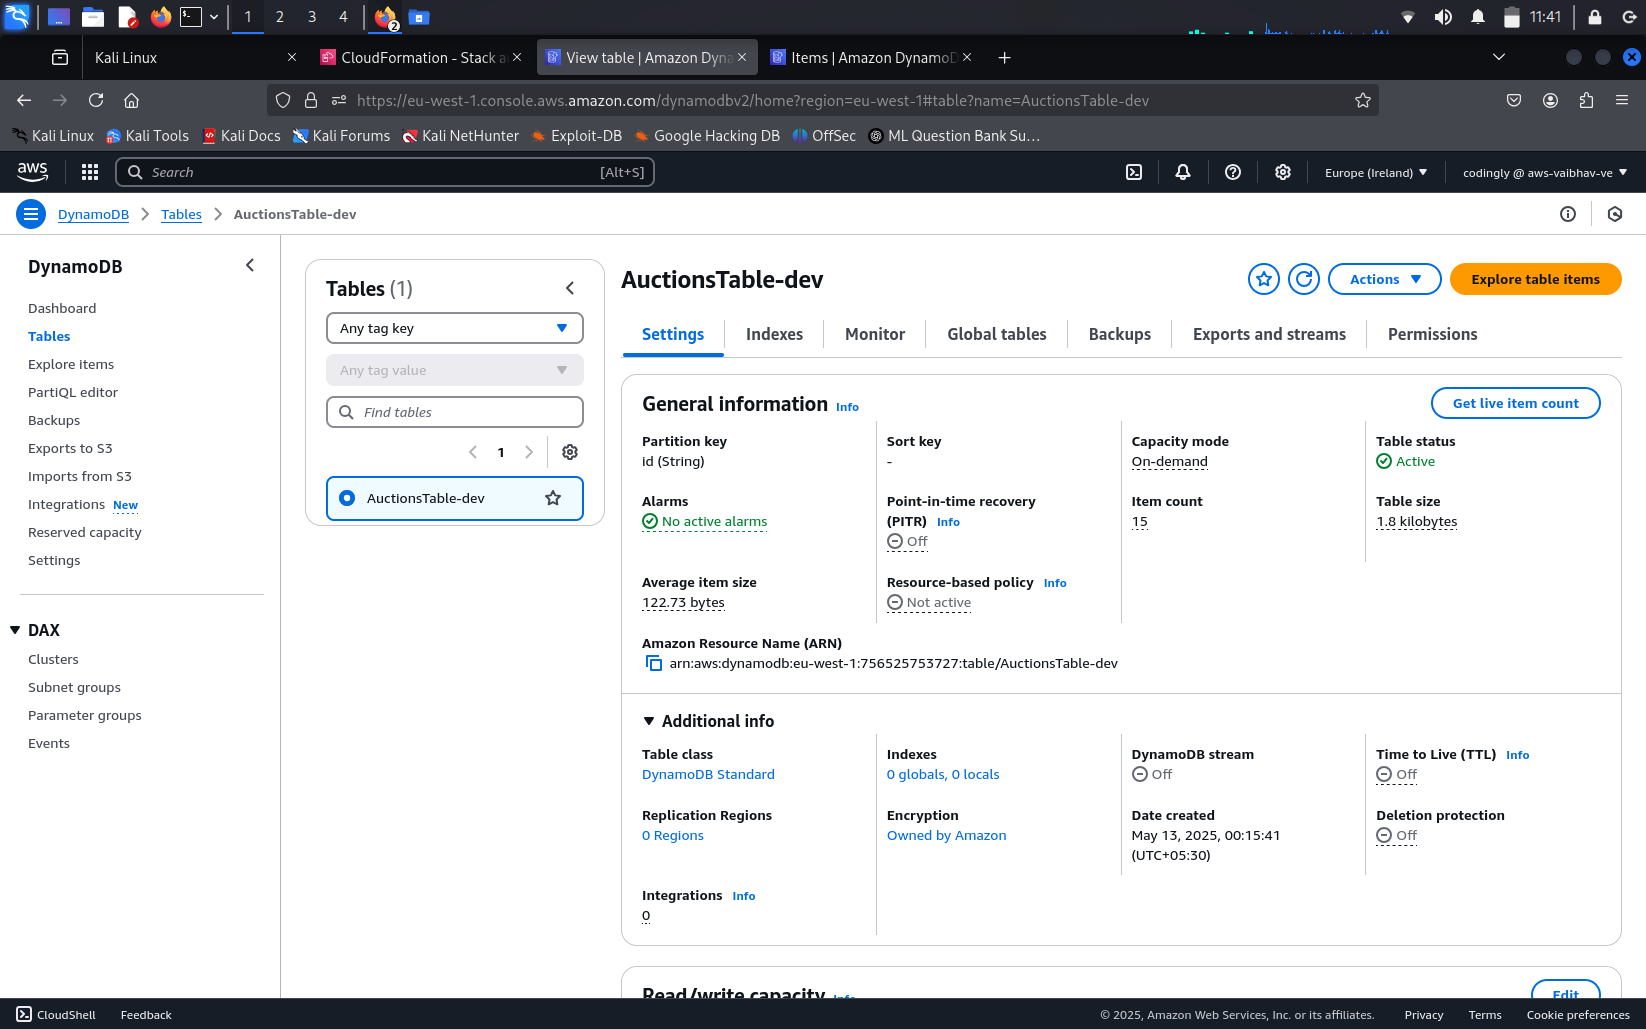 1 2 3 4 2 11:41
Kali Linux
CloudFormation - Stack a
View table | Amazon Dyna
Items | Amazon DynamoD
https://eu-west-1.console.aws.amazon.com/dynamodbv2/home?region=eu-west-1#table?name=AuctionsTable-dev
Kali Linux Kali Tools Kali Docs Kali Forums Kali NetHunter Exploit-DB Google Hacking DB OffSec ML Question Bank Su…
aws Search [Alt+S] Europe (Ireland) codingly @ aws-vaibhav-ve
DynamoDB Tables AuctionsTable-dev
DynamoDB
Dashboard
Tables
Explore items
PartiQL editor
Backups
Exports to S3
Imports from S3
Integrations New
Reserved capacity
Settings
DAX
Clusters
Subnet groups
Parameter groups
Events
Tables (1)
Any tag key
Any tag value
Find tables
1
AuctionsTable-dev
AuctionsTable-dev
Actions
Explore table items
Settings Indexes Monitor Global tables Backups Exports and streams Permissions
General information Info
Get live item count
Partition key
id (String)
Sort key
-
Capacity mode
On-demand
Table status
Active
Alarms
No active alarms
Point-in-time recovery
(PITR) Info
Off
Item count
15
Table size
1.8 kilobytes
Average item size
122.73 bytes
Resource-based policy Info
Not active
Amazon Resource Name (ARN)
arn:aws:dynamodb:eu-west-1:756525753727:table/AuctionsTable-dev
Additional info
Table class
DynamoDB Standard
Indexes
0 globals, 0 locals
DynamoDB stream
Off
Time to Live (TTL) Info
Off
Replication Regions
0 Regions
Encryption
Owned by Amazon
Date created
May 13, 2025, 00:15:41
(UTC+05:30)
Deletion protection
Off
Integrations Info
0
Read/write capacity Info
Edit
CloudShell Feedback © 2025, Amazon Web Services, Inc. or its affiliates. Privacy Terms Cookie preferences